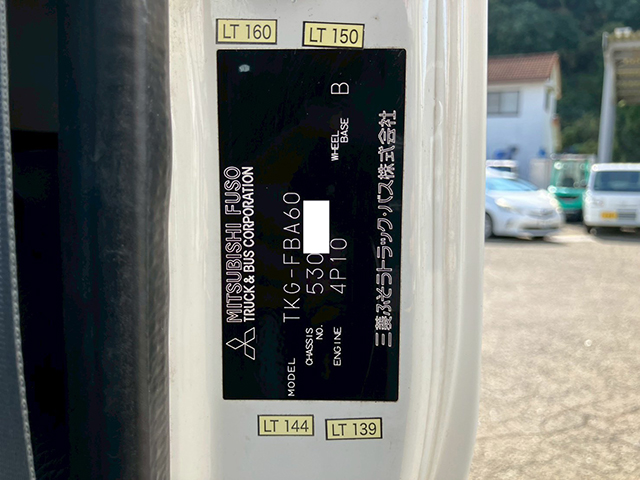 LT 160
LT 150
MITSUBISHI FUSO
TRUCK & BUS CORPORATION
MODEL TKG-FBA60
CHASSIS NO. 530
ENGINE 4P10
WHEEL BASE B
三菱ふそうトラック・バス株式会社
LT 144
LT 139